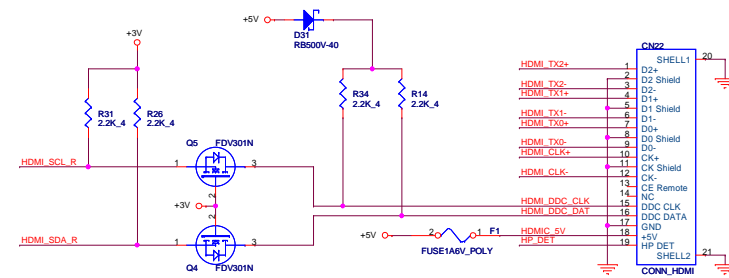 +3V
+5V
D31
RB500V-40
R31
2.2K_4
R26
2.2K_4
R34
2.2K_4
R14
2.2K_4
Q5
FDV301N
HDMI_SCL_R
1
3
2
+3V
2
HDMI_SDA_R
1
3
Q4
FDV301N
HDMI_DDC_CLK
HDMI_DDC_DAT
+5V
2
1
F1
FUSE1A6V_POLY
HDMIC_5V
HP_DET
HDMI_TX2+
HDMI_TX2-
HDMI_TX1+
HDMI_TX1-
HDMI_TX0+
HDMI_TX0-
HDMI_CLK+
HDMI_CLK-
CN22
SHELL1 20
1 D2+
2 D2 Shield
3 D2-
4 D1+
5 D1 Shield
6 D1-
7 D0+
8 D0 Shield
9 D0-
10 CK+
11 CK Shield
12 CK-
13 CE Remote
14 NC
15 DDC CLK
16 DDC DATA
17 GND
18 +5V
19 HP DET
SHELL2 21
CONN_HDMI